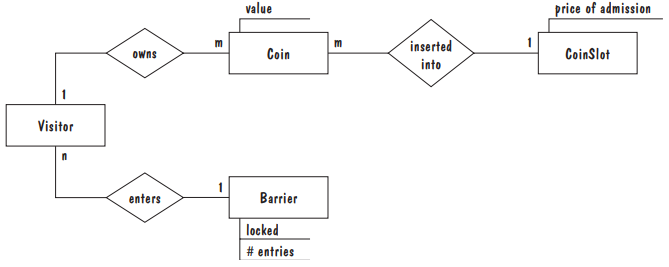 value
price of admission
owns
m
Coin
m
inserted
into
1
CoinSlot
1
Visitor
n
enters
1
Barrier
locked
# entries